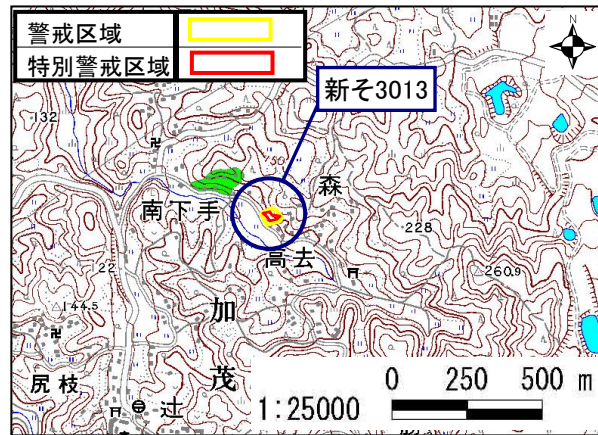 警戒区域
特別警戒区域
N
新そ3013
132
150
森
南下手
228
高去
22
260.9
144.5
加
茂
尻枝
辻
0 250 500 m
1:25000